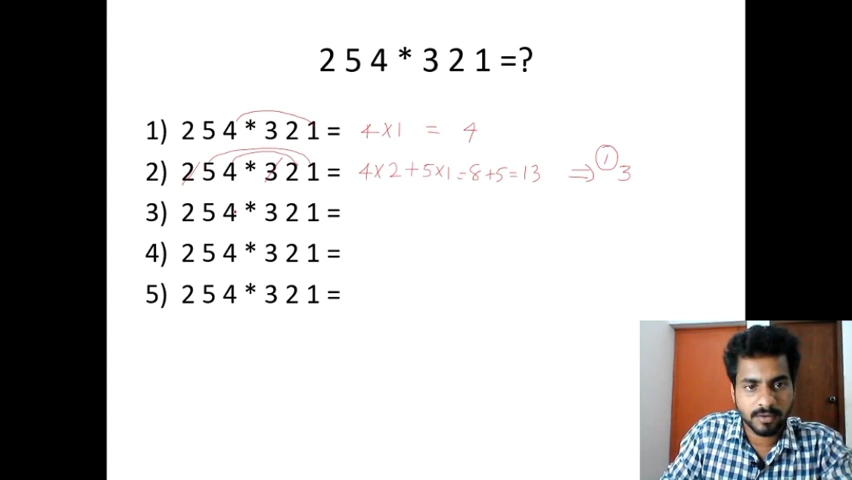 2 5 4 * 3 2 1 =?
1) 2 5 4 * 3 2 1 = 4×1 = 4
2) 2 5 4 * 3 2 1 = 4×2+5×1=8+5=13 ⇒ ① 3
3) 2 5 4 * 3 2 1 =
4) 2 5 4 * 3 2 1 =
5) 2 5 4 * 3 2 1 =